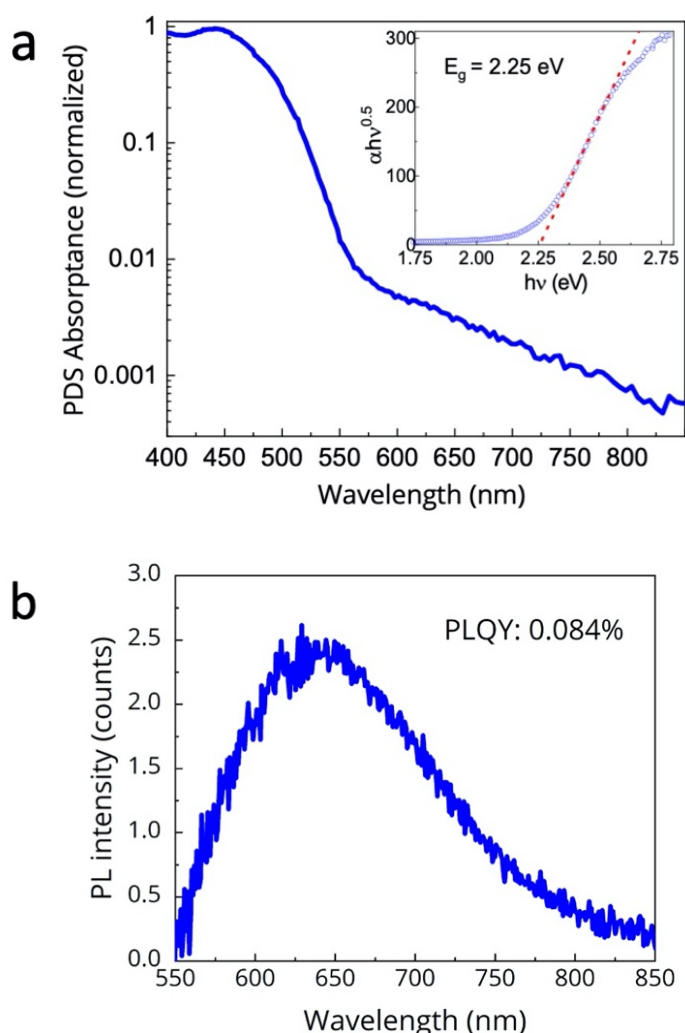 a
PDS Absorptance (normalized)
1
0.1
0.01
0.001
400 450 500 550 600 650 700 750 800
Wavelength (nm)
E_g = 2.25 eV
αhν^0.5
300
200
100
0
1.75 2.00 2.25 2.50 2.75
hν (eV)
b
PL intensity (counts)
3.0
2.5
2.0
1.5
1.0
0.5
0.0
PLQY: 0.084%
550 600 650 700 750 800 850
Wavelength (nm)